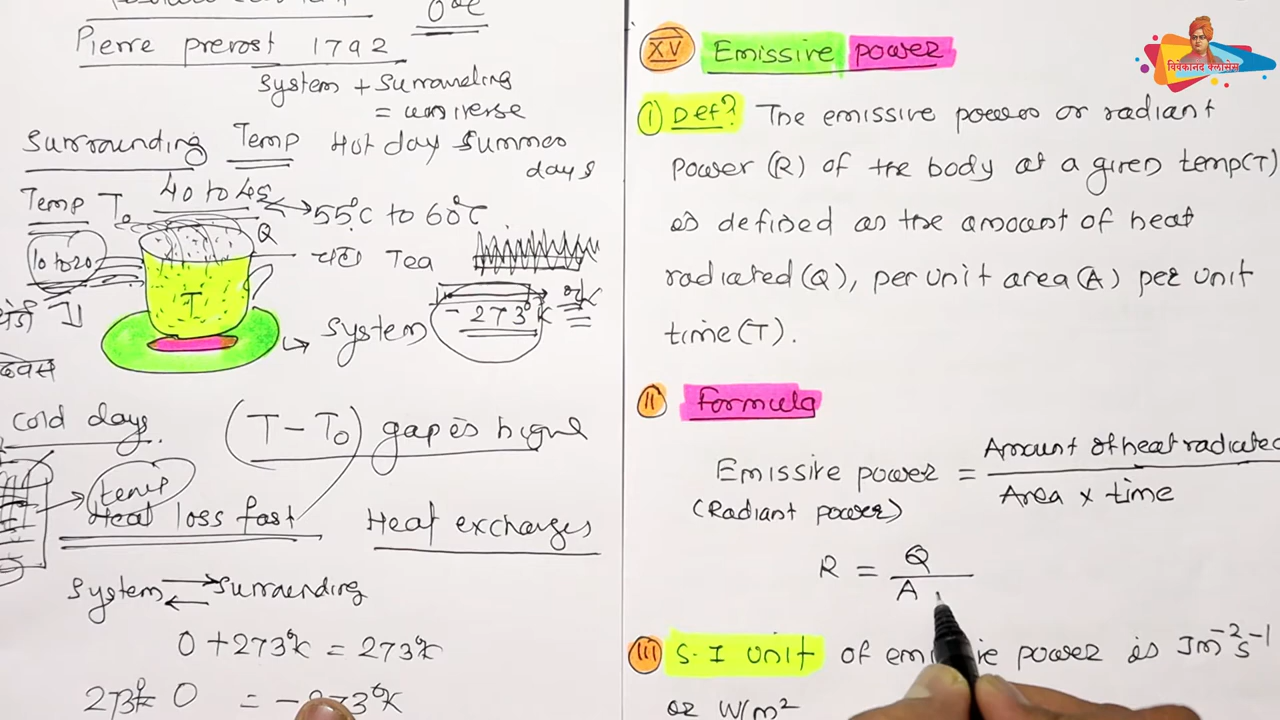 0°C
Pierre prevost 1792
System + Surrounding
= universe
Surrounding Temp Hot day Summer
days
Temp T₀ 40 to 45
55°C to 60°C
Q
10 to 20
Tea
T
System
- 273°K
दिवस
cold days.
(T - T₀) gap is high
temp
Heat loss fast
Heat exchanges
System Surrounding
0 + 273°K = 273°K
273°K 0 = - 273°K
XV Emissive power
विवेकानंद क्लासेस
I Def? The emissive power or radiant
Power (R) of the body at a given temp(T)
is defined as the amount of heat
radiated (Q), per unit area (A) per unit
time (T).
II Formula
Emissive power = Amount of heat radiated
Area × time
(Radiant power)
R = Q
A
III S.I unit of emissive power is Jm⁻²s⁻¹
or W/m²